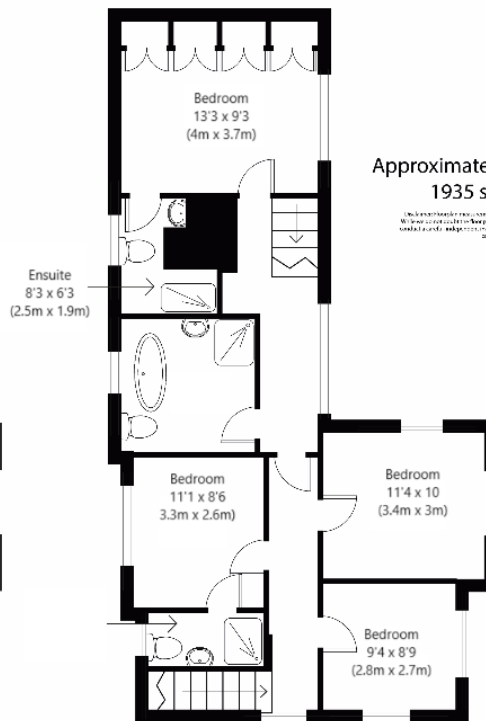 Bedroom
13'3 x 9'3
(4m x 3.7m)
Approximate
1935 s
Ensuite
8'3 x 6'3
(2.5m x 1.9m)
Bedroom
11'1 x 8'6
3.3m x 2.6m)
Bedroom
11'4 x 10
(3.4m x 3m)
Bedroom
9'4 x 8'9
(2.8m x 2.7m)